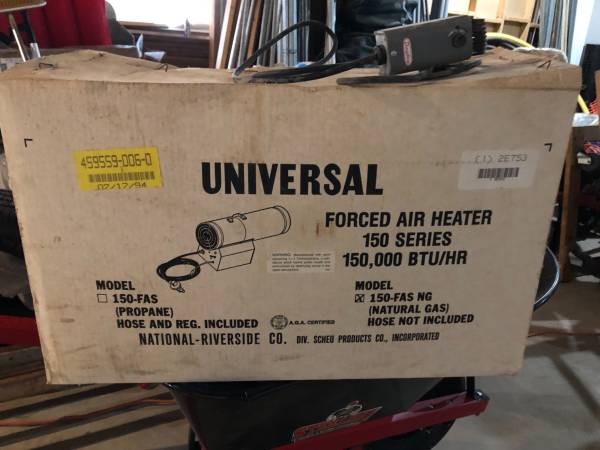 459559-006-0
02/17/94
(1) 2E753
UNIVERSAL
FORCED AIR HEATER
150 SERIES
150,000 BTU/HR
MODEL
150-FAS
(PROPANE)
HOSE AND REG. INCLUDED
A.G.A. CERTIFIED
MODEL
150-FAS NG
(NATURAL GAS)
HOSE NOT INCLUDED
NATIONAL-RIVERSIDE CO. DIV. SCHEU PRODUCTS CO., INCORPORATED